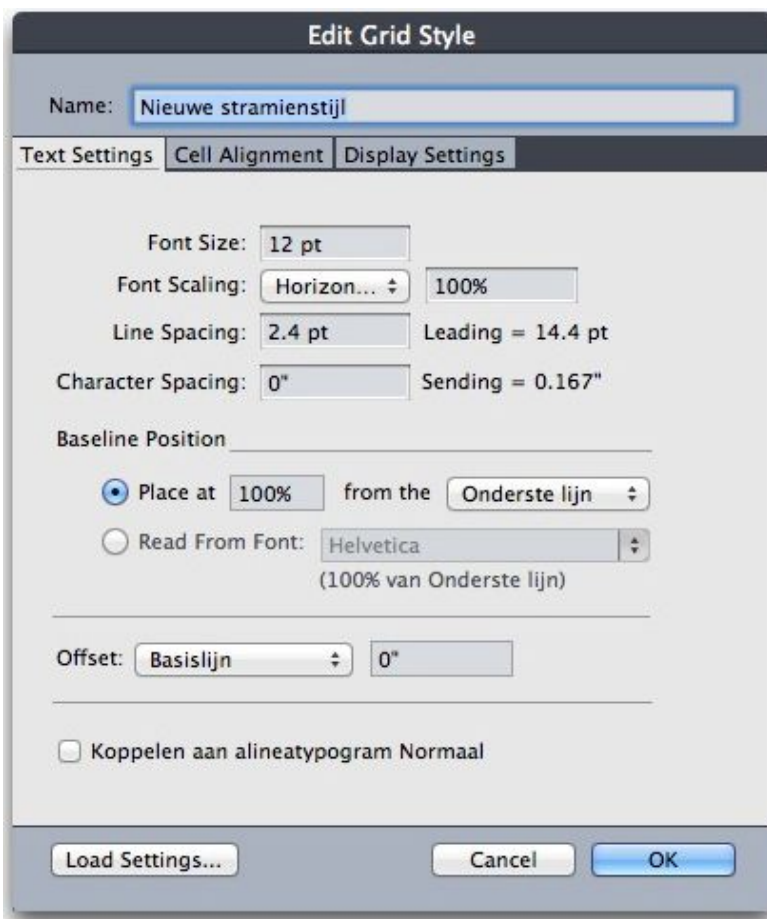 Edit Grid Style
Name: Nieuwe stramienstijl
Text Settings Cell Alignment Display Settings
Font Size: 12 pt
Font Scaling: Horizon... 100%
Line Spacing: 2.4 pt Leading = 14.4 pt
Character Spacing: 0" Sending = 0.167"
Baseline Position
Place at 100% from the Onderste lijn
Read From Font: Helvetica
(100% van Onderste lijn)
Offset: Basislijn 0"
Koppelen aan alineatypogram Normaal
Load Settings... Cancel OK